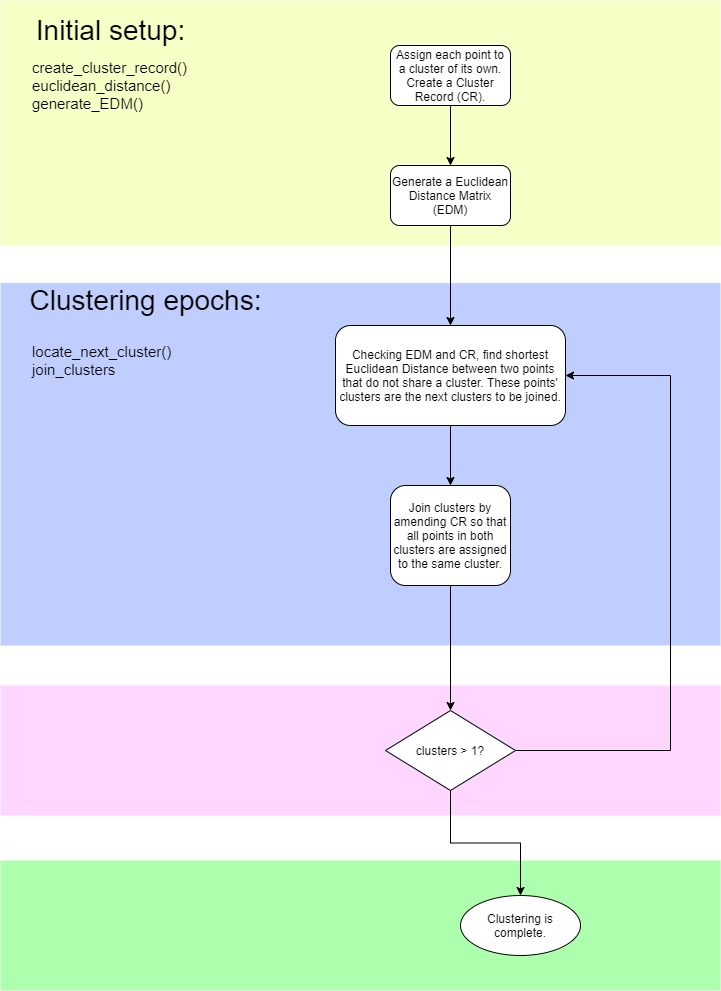 Initial setup:
create_cluster_record()
euclidean_distance()
generate_EDM()
Assign each point to
a cluster of its own.
Create a Cluster
Record (CR).
Generate a Euclidean
Distance Matrix
(EDM)
Clustering epochs:
locate_next_cluster()
join_clusters
Checking EDM and CR, find shortest
Euclidean Distance between two points
that do not share a cluster. These points'
clusters are the next clusters to be joined.
Join clusters by
amending CR so that
all points in both
clusters are assigned
to the same cluster.
clusters > 1?
Clustering is
complete.